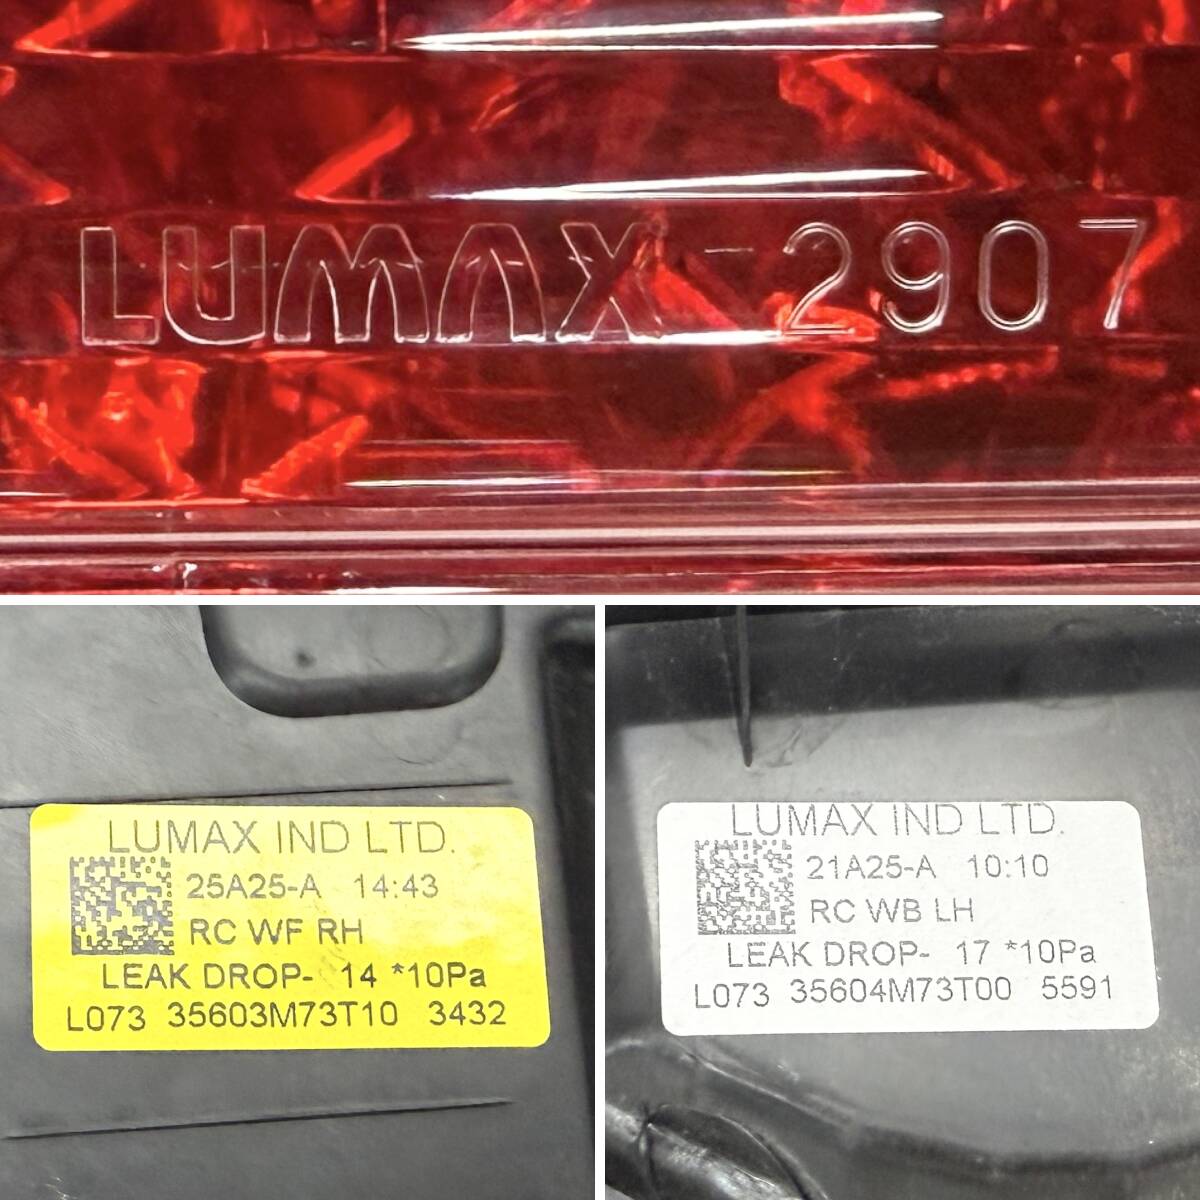 LUMAX - 2907
LUMAX IND LTD.
25A25-A 14:43
RC WF RH
LEAK DROP- 14 *10Pa
L073 35603M73T10 3432
LUMAX IND LTD.
21A25-A 10:10
RC WB LH
LEAK DROP- 17 *10Pa
L073 35604M73T00 5591